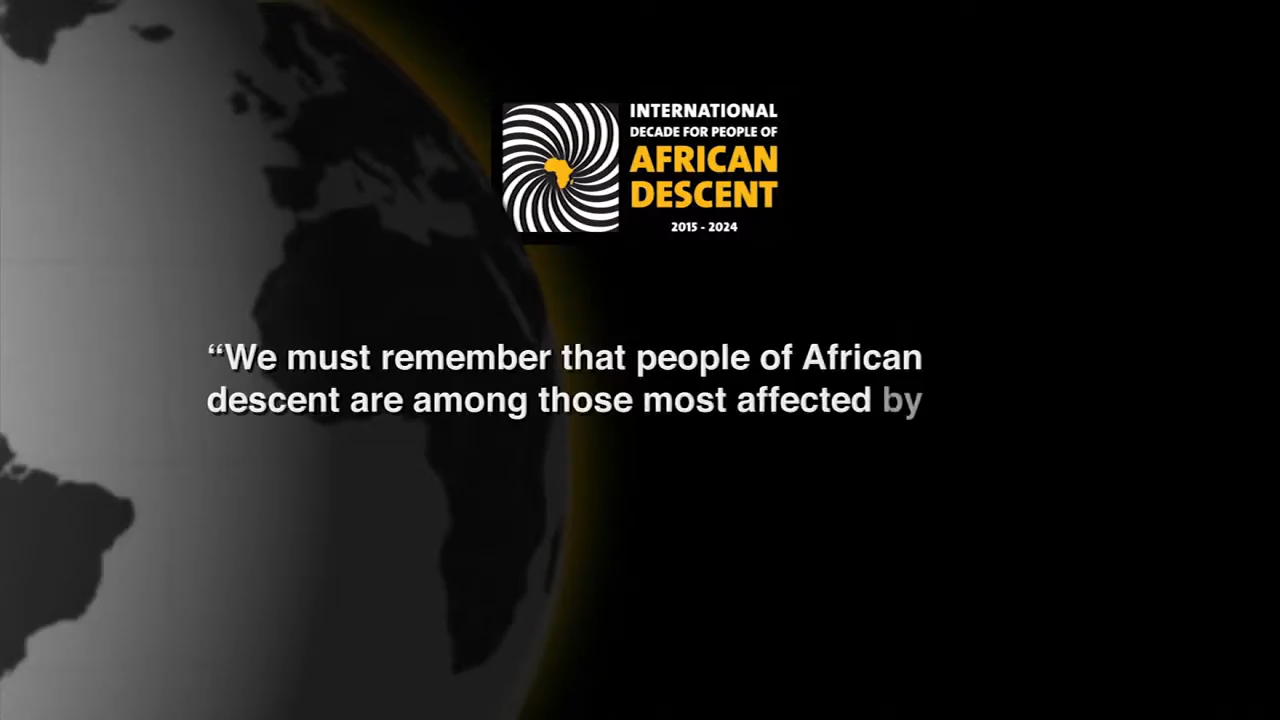 INTERNATIONAL
DECADE FOR PEOPLE OF
AFRICAN
DESCENT
2015 - 2024
“We must remember that people of African
descent are among those most affected by